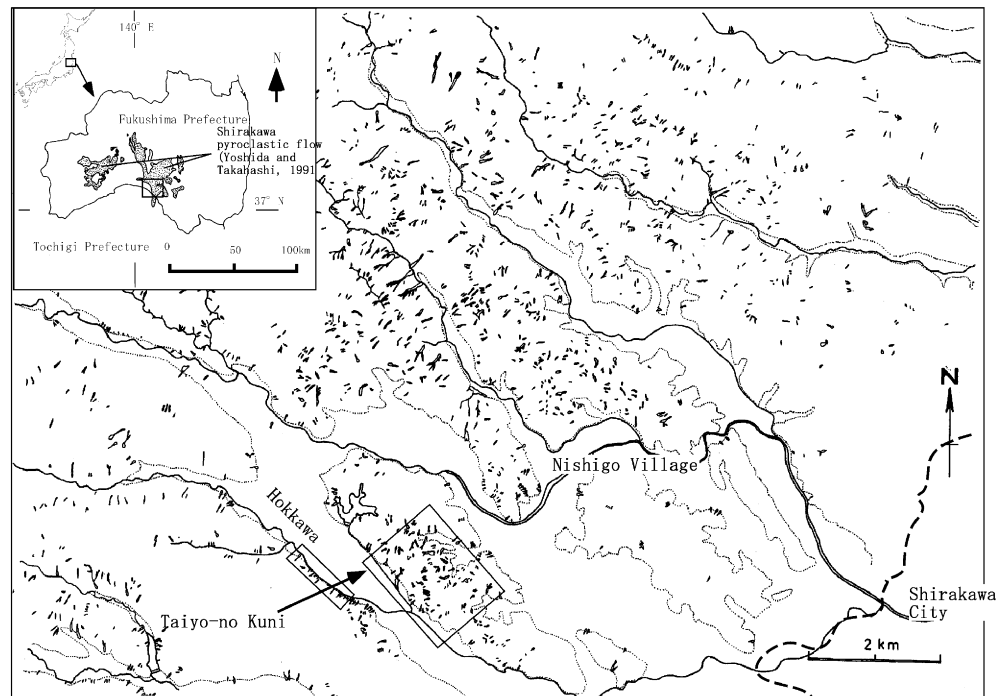 140° E
N
Fukushima Prefecture
Shirakawa
pyroclastic flow
(Yoshida and
Takahashi, 1991
37° N
Tochigi Prefecture
0 50 100km
N
Nishigo Village
Hokkawa
Taiyo-no Kuni
Shirakawa
City
2 km